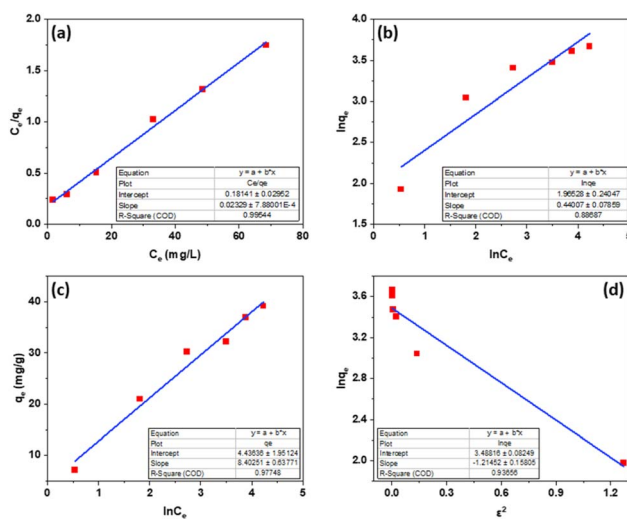 (a)
2.0
1.5
1.0
0.5
0.0
Ce/qe
0 20 40 60 80
Ce (mg/L)
Equation y = a + b*x
Plot Ce/qe
Intercept 0.18141 ± 0.02952
Slope 0.02329 ± 7.88001E-4
R-Square (COD) 0.99544
(b)
4.5
4.0
3.5
3.0
2.5
2.0
1.5
lnqe
0 1 2 3 4 5
lnCe
Equation y = a + b*x
Plot lnqe
Intercept 1.96528 ± 0.24047
Slope 0.44007 ± 0.07859
R-Square (COD) 0.88687
(c)
40
30
20
10
qe (mg/g)
0 1 2 3 4 5
lnCe
Equation y = a + b*x
Plot qe
Intercept 4.43636 ± 1.95124
Slope 8.40251 ± 0.63771
R-Square (COD) 0.97748
(d)
3.6
3.2
2.8
2.4
2.0
lnqe
0.0 0.3 0.6 0.9 1.2
ε²
Equation y = a + b*x
Plot lnqe
Intercept 3.48816 ± 0.08249
Slope -1.21452 ± 0.15805
R-Square (COD) 0.93656